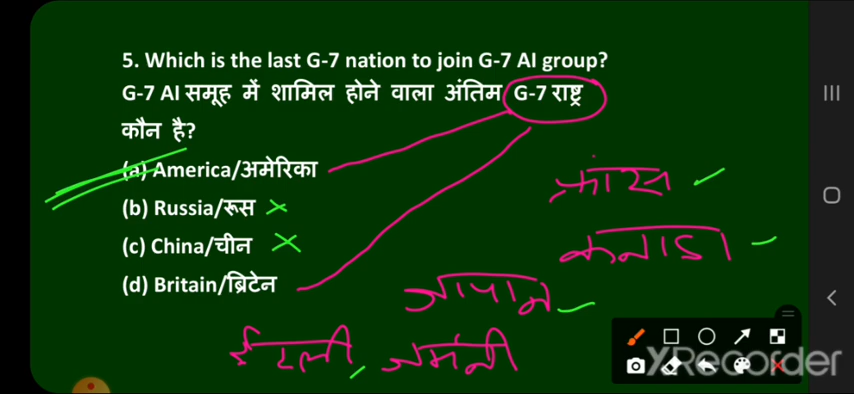 5. Which is the last G-7 nation to join G-7 AI group?
G-7 AI समूह में शामिल होने वाला अंतिम G-7 राष्ट्र
कौन है?
(a) America/अमेरिका
(b) Russia/रूस
(c) China/चीन
(d) Britain/ब्रिटेन
फ्रांस
कनाडा
जापान
ईटली, जर्मनी
XRecorder